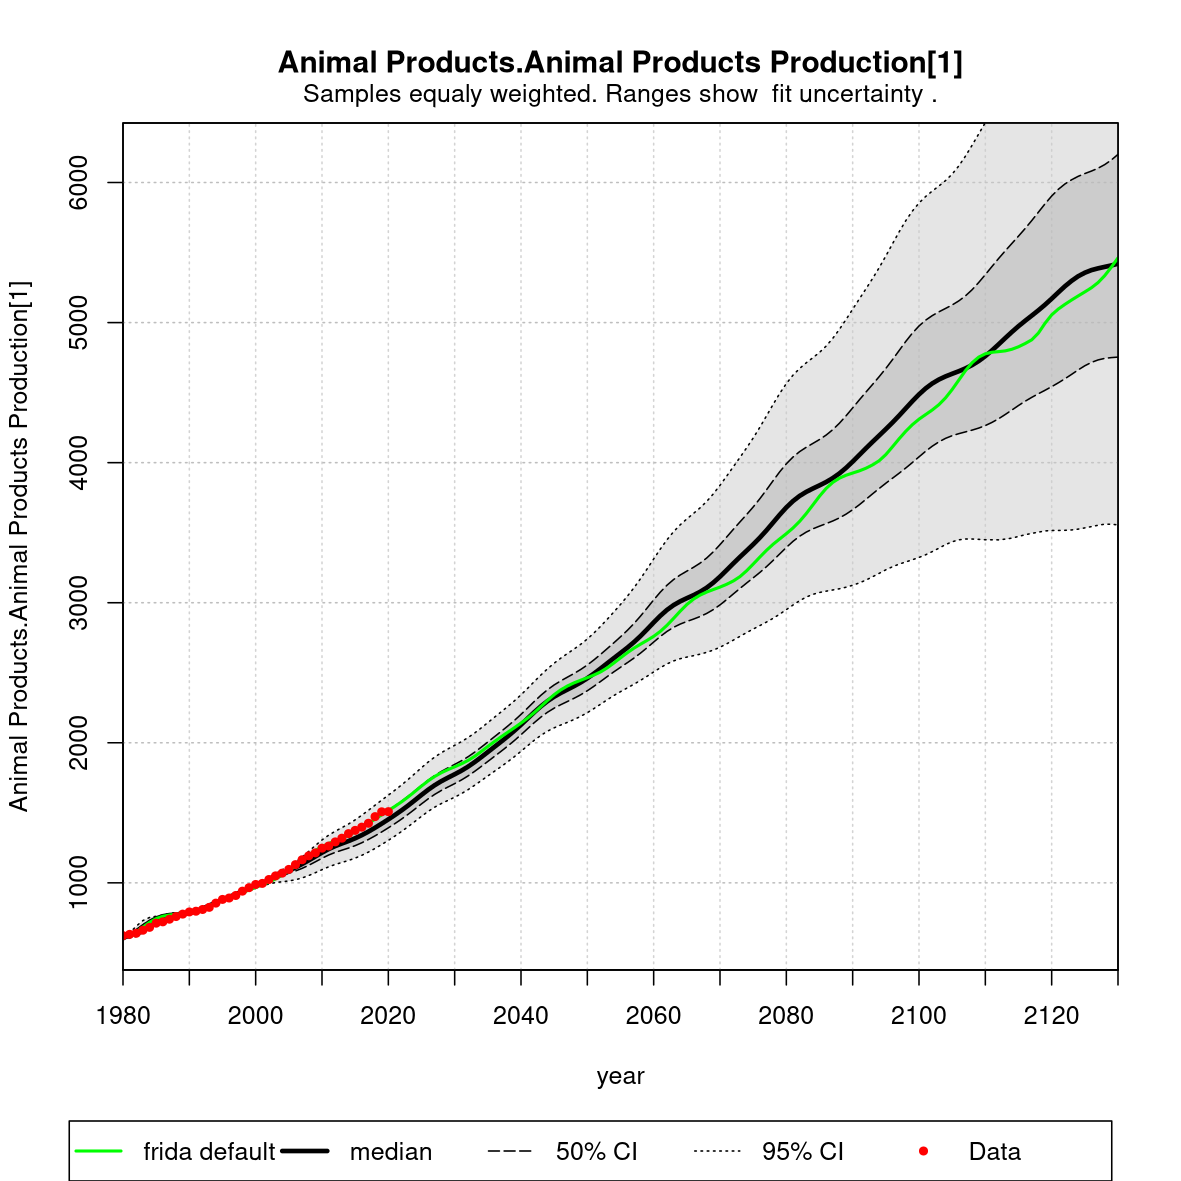 Animal Products.Animal Products Production[1]
Samples equaly weighted. Ranges show  fit uncertainty .
Animal Products.Animal Products Production[1]
6000
5000
4000
3000
2000
1000
1980 2000 2020 2040 2060 2080 2100 2120
year
frida default median 50% CI 95% CI Data